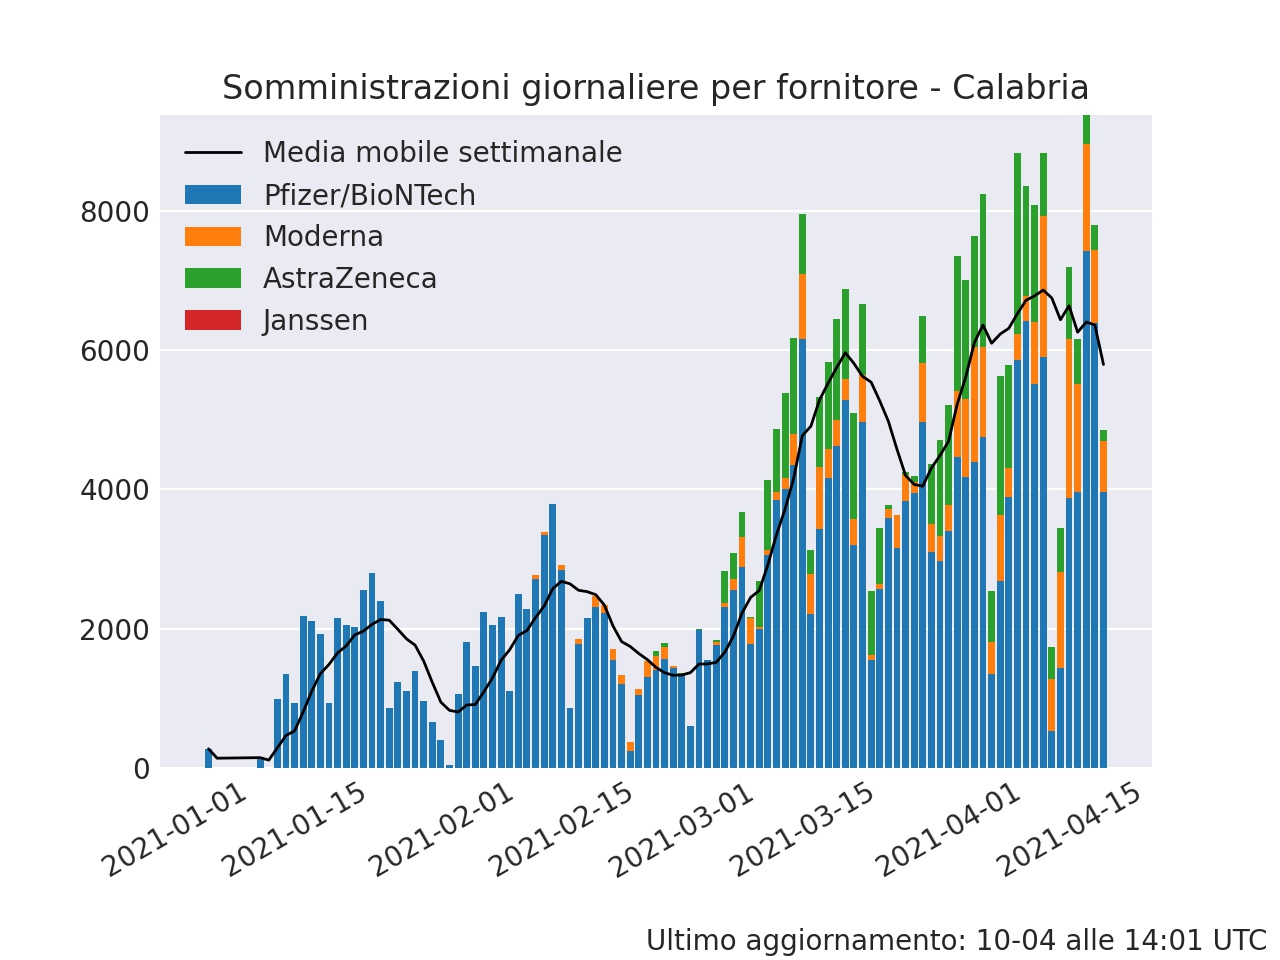 Somministrazioni giornaliere per fornitore - Calabria
Media mobile settimanale
Pfizer/BioNTech
Moderna
AstraZeneca
Janssen
8000
6000
4000
2000
0
2021-01-01
2021-01-15
2021-02-01
2021-02-15
2021-03-01
2021-03-15
2021-04-01
2021-04-15
Ultimo aggiornamento: 10-04 alle 14:01 UTC